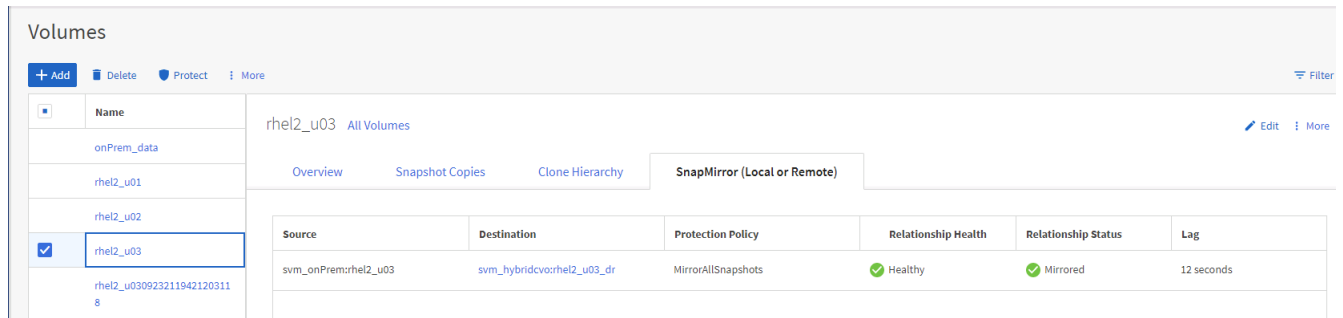 Volumes
+ Add Delete Protect More
Filter
Name
onPrem_data
rhel2_u01
rhel2_u02
rhel2_u03
rhel2_u030923211942120311
8
rhel2_u03 All Volumes
Edit More
Overview Snapshot Copies Clone Hierarchy SnapMirror (Local or Remote)
Source Destination Protection Policy Relationship Health Relationship Status Lag
svm_onPrem:rhel2_u03 svm_hybridcvo:rhel2_u03_dr MirrorAllSnapshots Healthy Mirrored 12 seconds